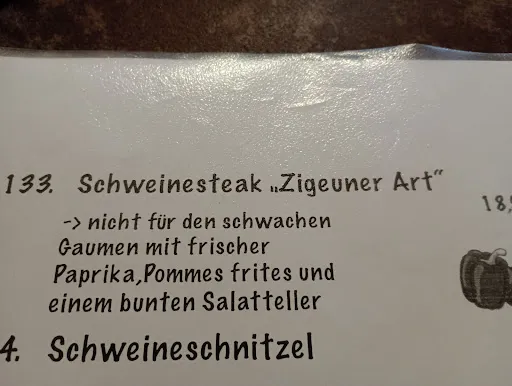 133. Schweinesteak „Zigeuner Art“
18,
-> nicht für den schwachen
Gaumen mit frischer
Paprika,Pommes frites und
einem bunten Salatteller
4. Schweineschnitzel